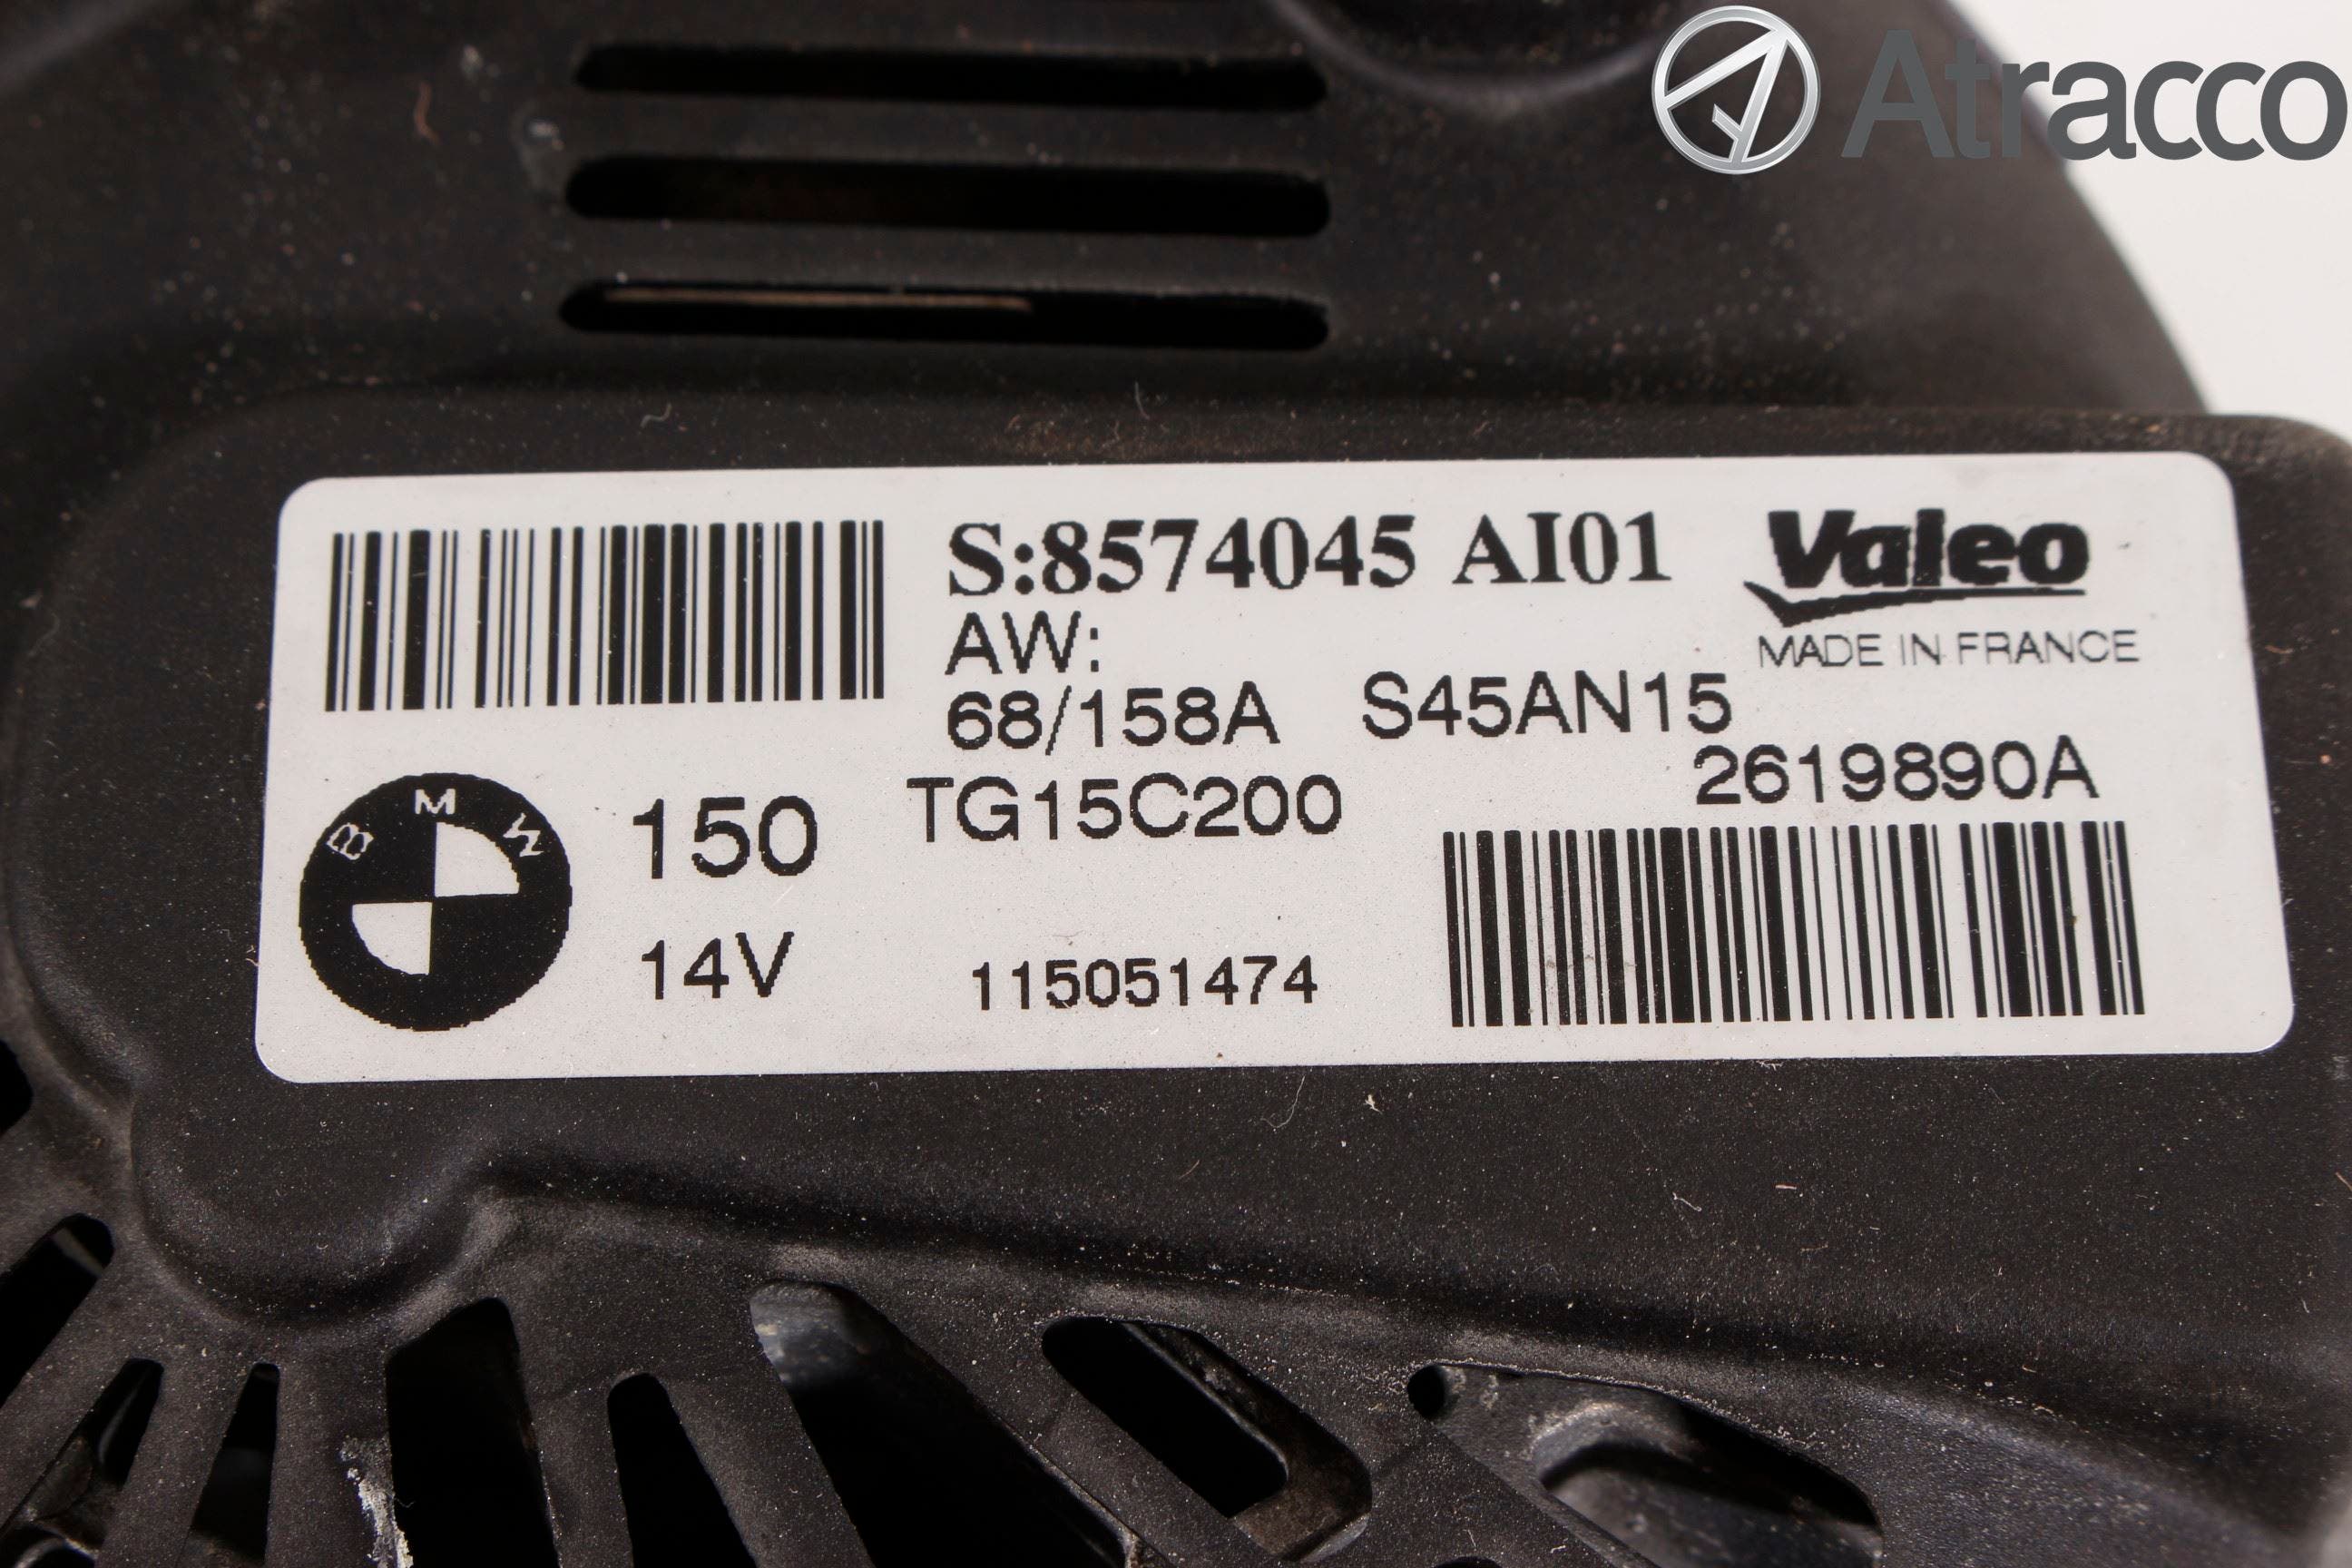 Atracco
S:8574045 AI01
Valeo
MADE IN FRANCE
AW:
68/158A S45AN15
2619890A
BMW
150
TG15C200
14V
115051474